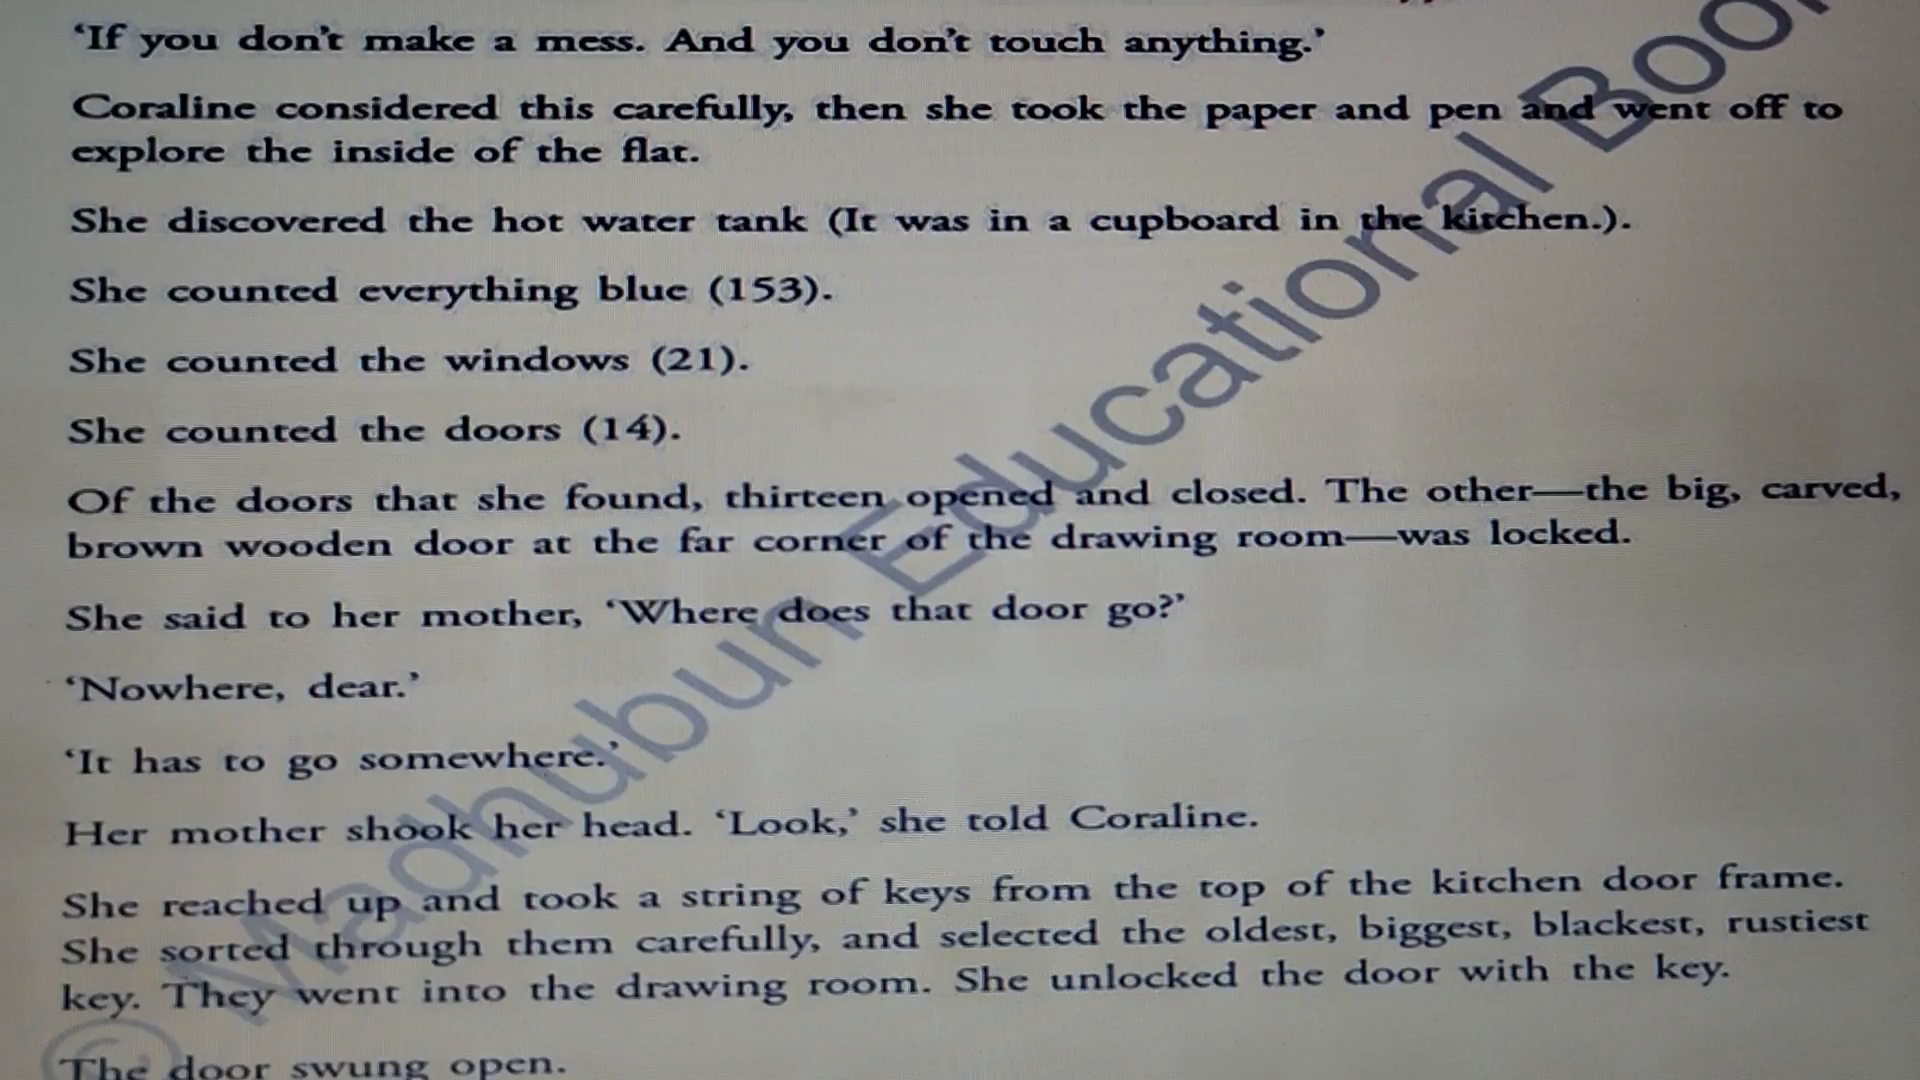 ‘If you don’t make a mess. And you don’t touch anything.’
Coraline considered this carefully, then she took the paper and pen and went off to
explore the inside of the flat.
She discovered the hot water tank (It was in a cupboard in the kitchen.).
She counted everything blue (153).
She counted the windows (21).
She counted the doors (14).
Of the doors that she found, thirteen opened and closed. The other—the big, carved,
brown wooden door at the far corner of the drawing room—was locked.
She said to her mother, ‘Where does that door go?’
‘Nowhere, dear.’
‘It has to go somewhere.’
Her mother shook her head. ‘Look,’ she told Coraline.
She reached up and took a string of keys from the top of the kitchen door frame.
She sorted through them carefully, and selected the oldest, biggest, blackest, rustiest
key. They went into the drawing room. She unlocked the door with the key.
The door swung open.
© Madhubun Educational Boo